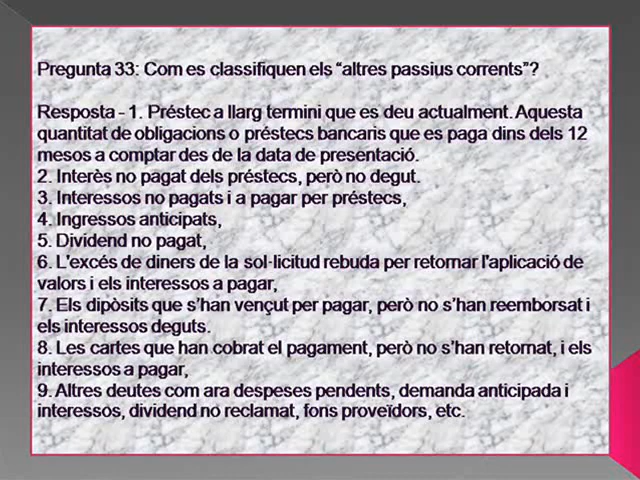 Pregunta 33: Com es classifiquen els “altres passius corrents”?
Resposta - 1. Préstec a llarg termini que es deu actualment. Aquesta
quantitat de obligacions o préstecs bancaris que es paga dins dels 12
mesos a comptar des de la data de presentació.
2. Interès no pagat dels préstecs, però no degut.
3. Interessos no pagats i a pagar per préstecs,
4. Ingressos anticipats,
5. Dividend no pagat,
6. L'excés de diners de la sol·licitud rebuda per retornar l'aplicació de
valors i els interessos a pagar,
7. Els dipòsits que s’han vençut per pagar, però no s’han reemborsat i
els interessos deguts.
8. Les cartes que han cobrat el pagament, però no s’han retornat, i els
interessos a pagar,
9. Altres deutes com ara despeses pendents, demanda anticipada i
interessos, dividend no reclamat, fons proveïdors, etc.